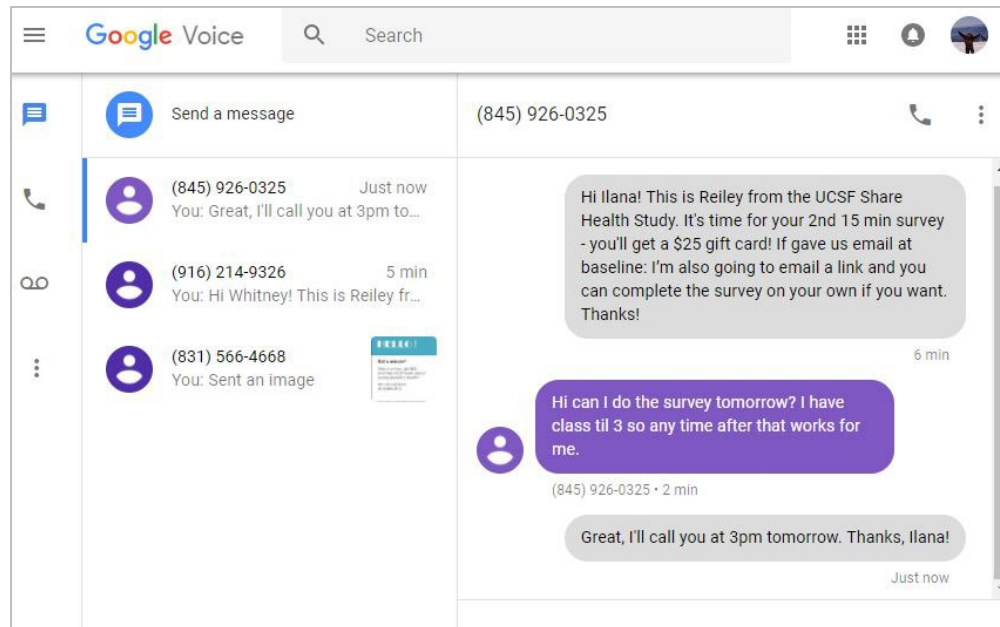 Google Voice
Search
Send a message
(845) 926-0325
Just now
You: Great, I'll call you at 3pm to...
(916) 214-9326
5 min
You: Hi Whitney! This is Reiley fr...
(831) 566-4668
You: Sent an image
HELLO!
(845) 926-0325
Hi Ilana! This is Reiley from the UCSF Share
Health Study. It's time for your 2nd 15 min survey
- you'll get a $25 gift card! If gave us email at
baseline: I'm also going to email a link and you
can complete the survey on your own if you want.
Thanks!
6 min
Hi can I do the survey tomorrow? I have
class til 3 so any time after that works for
me.
(845) 926-0325 • 2 min
Great, I'll call you at 3pm tomorrow. Thanks, Ilana!
Just now